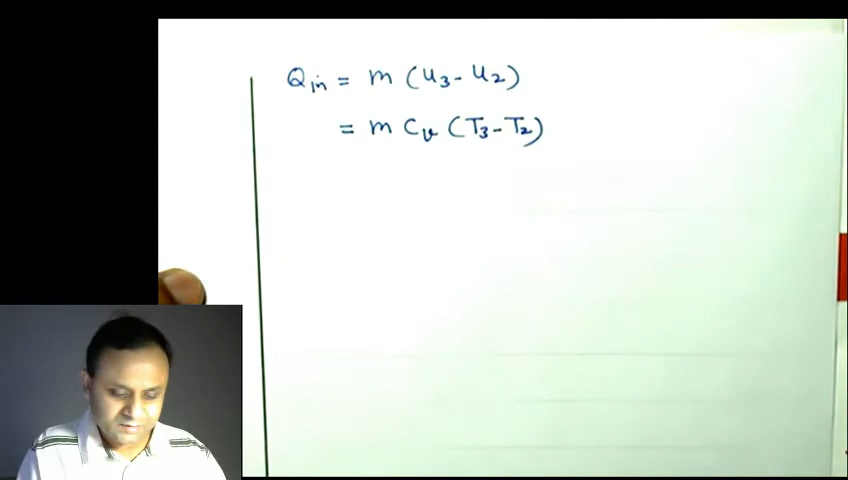 Qin = m (u3 - u2)
= m Cv (T3 - T2)